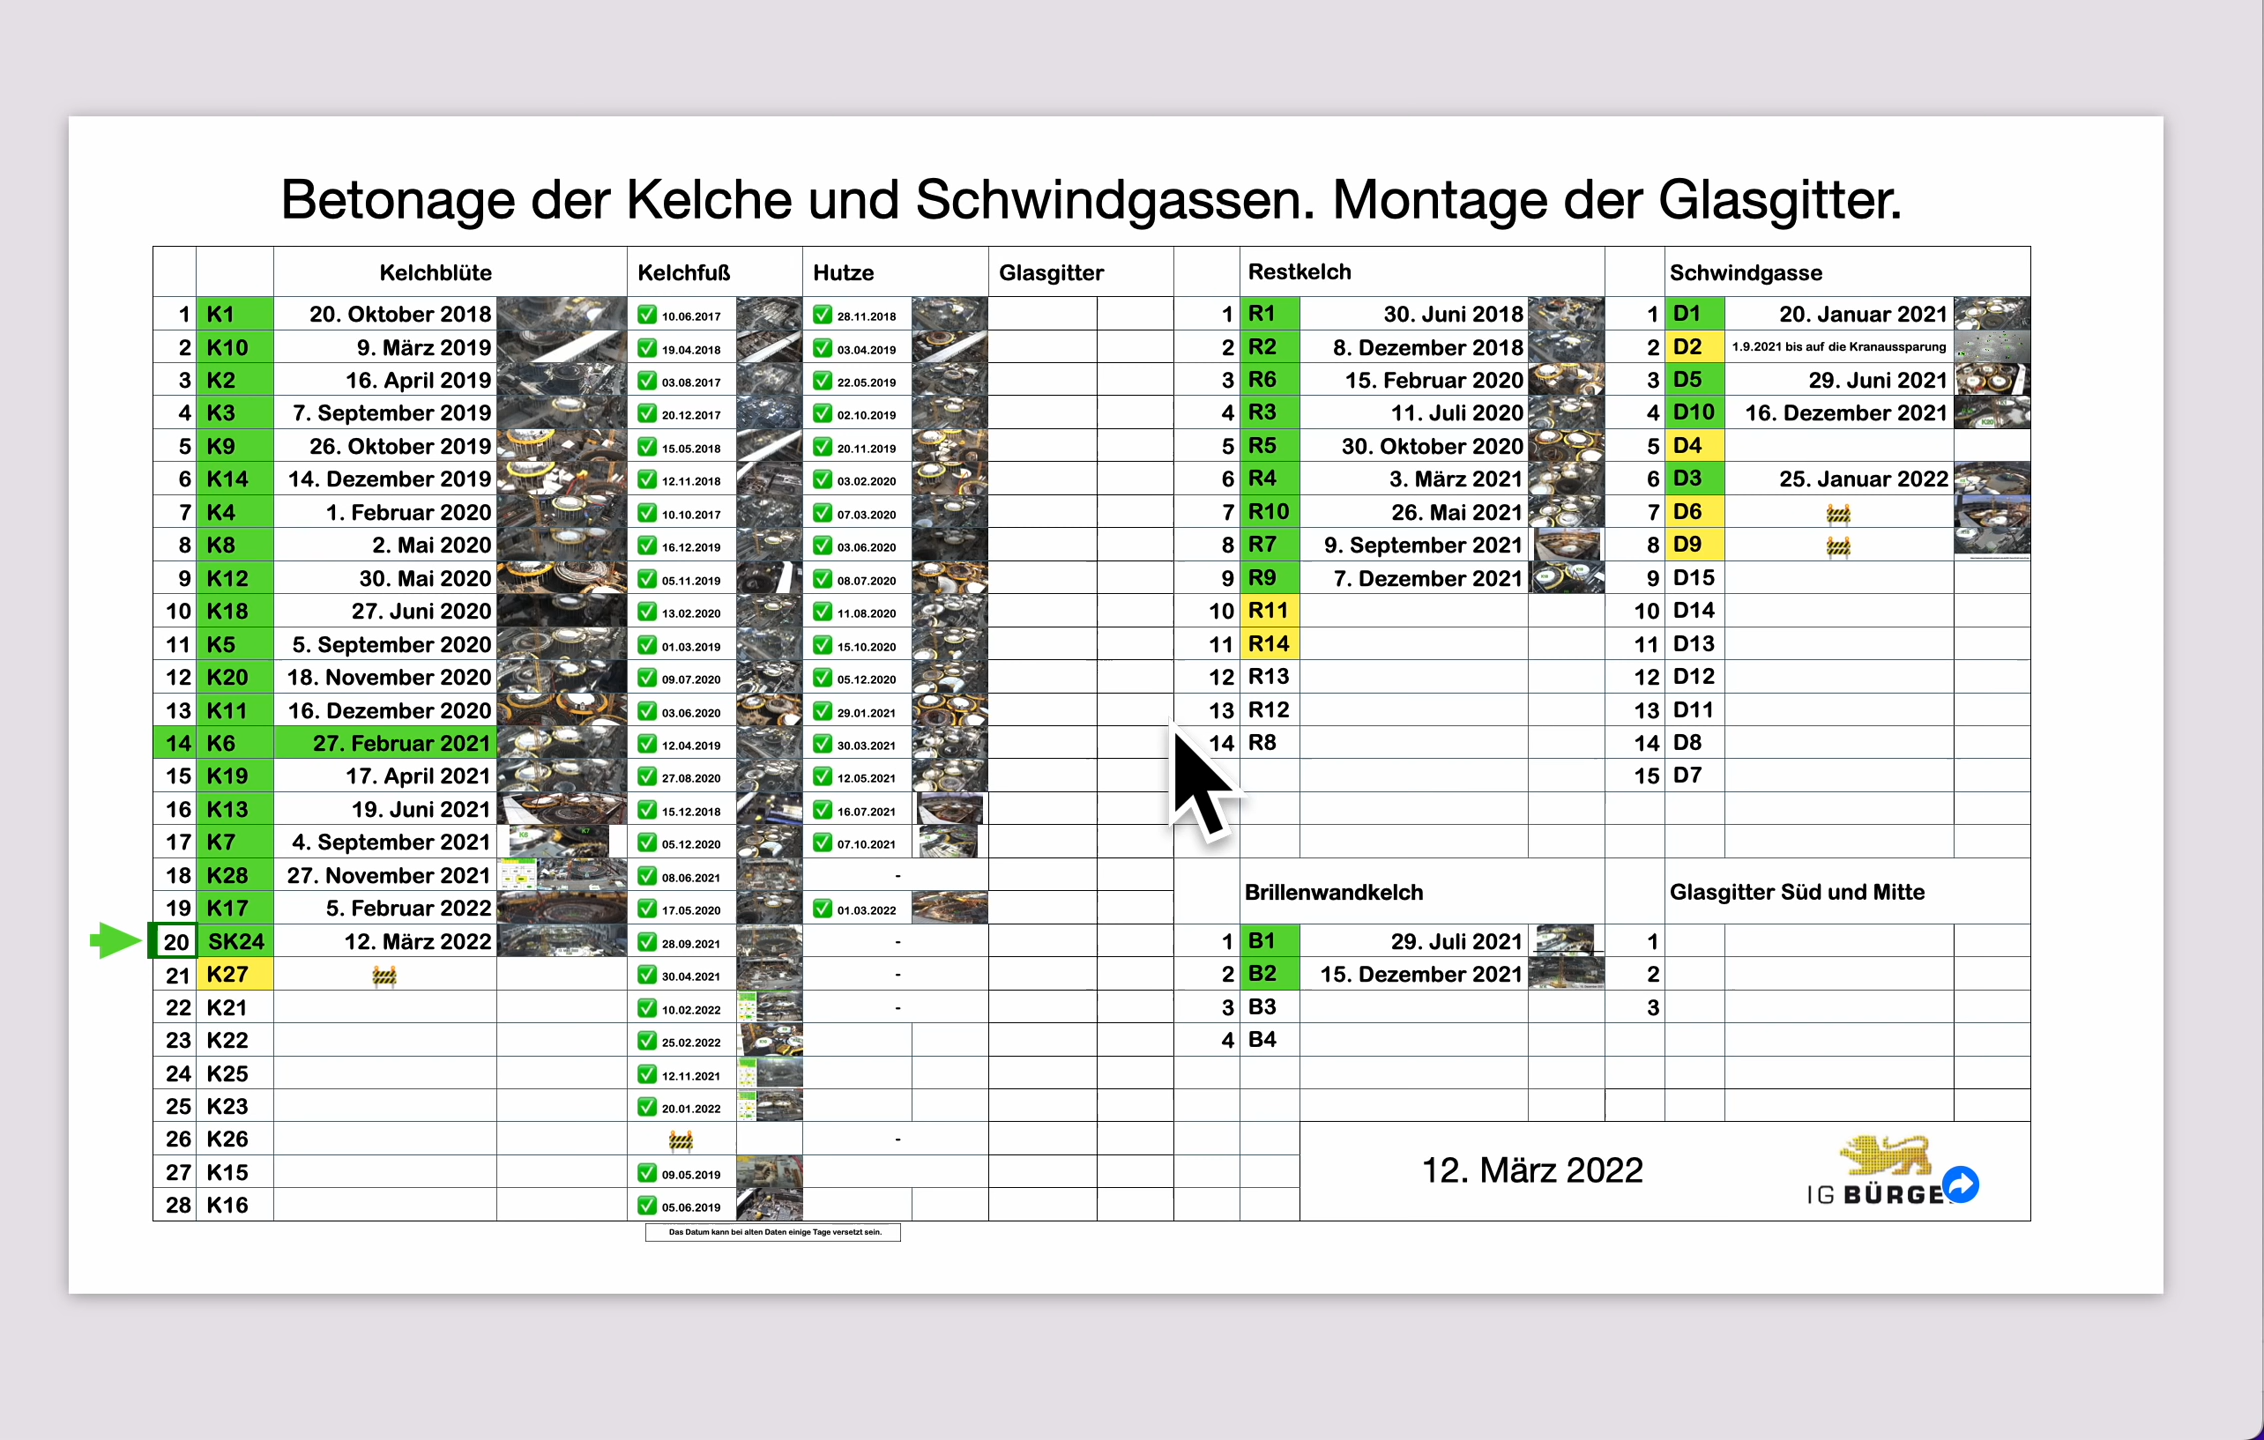 Betonage der Kelche und Schwindgassen. Montage der Glasgitter.
Kelchblüte Kelchfuß Hutze Glasgitter Restkelch Schwindgasse
1 K1 20. Oktober 2018 10.06.2017 28.11.2018 1 R1 30. Juni 2018 1 D1 20. Januar 2021
2 K10 9. März 2019 19.04.2018 03.04.2019 2 R2 8. Dezember 2018 2 D2 1.9.2021 bis auf die Kranaussparung
3 K2 16. April 2019 03.08.2017 22.05.2019 3 R6 15. Februar 2020 3 D5 29. Juni 2021
4 K3 7. September 2019 20.12.2017 02.10.2019 4 R3 11. Juli 2020 4 D10 16. Dezember 2021
5 K9 26. Oktober 2019 15.05.2018 20.11.2019 5 R5 30. Oktober 2020 5 D4
6 K14 14. Dezember 2019 12.11.2018 03.02.2020 6 R4 3. März 2021 6 D3 25. Januar 2022
7 K4 1. Februar 2020 10.10.2017 07.03.2020 7 R10 26. Mai 2021 7 D6
8 K8 2. Mai 2020 16.12.2019 03.06.2020 8 R7 9. September 2021 8 D9
9 K12 30. Mai 2020 05.11.2019 08.07.2020 9 R9 7. Dezember 2021 9 D15
10 K18 27. Juni 2020 13.02.2020 11.08.2020 10 R11 10 D14
11 K5 5. September 2020 01.03.2019 15.10.2020 11 R14 11 D13
12 K20 18. November 2020 09.07.2020 05.12.2020 12 R13 12 D12
13 K11 16. Dezember 2020 03.06.2020 29.01.2021 13 R12 13 D11
14 K6 27. Februar 2021 12.04.2019 30.03.2021 14 R8 14 D8
15 K19 17. April 2021 27.08.2020 12.05.2021 15 D7
16 K13 19. Juni 2021 15.12.2018 16.07.2021
17 K7 4. September 2021 05.12.2020 07.10.2021
18 K28 27. November 2021 08.06.2021 - Brillenwandkelch Glasgitter Süd und Mitte
19 K17 5. Februar 2022 17.05.2020 01.03.2022
20 SK24 12. März 2022 28.09.2021 - 1 B1 29. Juli 2021 1
21 K27 30.04.2021 - 2 B2 15. Dezember 2021 2
22 K21 10.02.2022 - 3 B3 3
23 K22 25.02.2022 4 B4
24 K25 12.11.2021
25 K23 20.01.2022
26 K26 -
27 K15 09.05.2019
28 K16 05.06.2019
12. März 2022
IG BÜRGE
Das Datum kann bei alten Daten einige Tage versetzt sein.